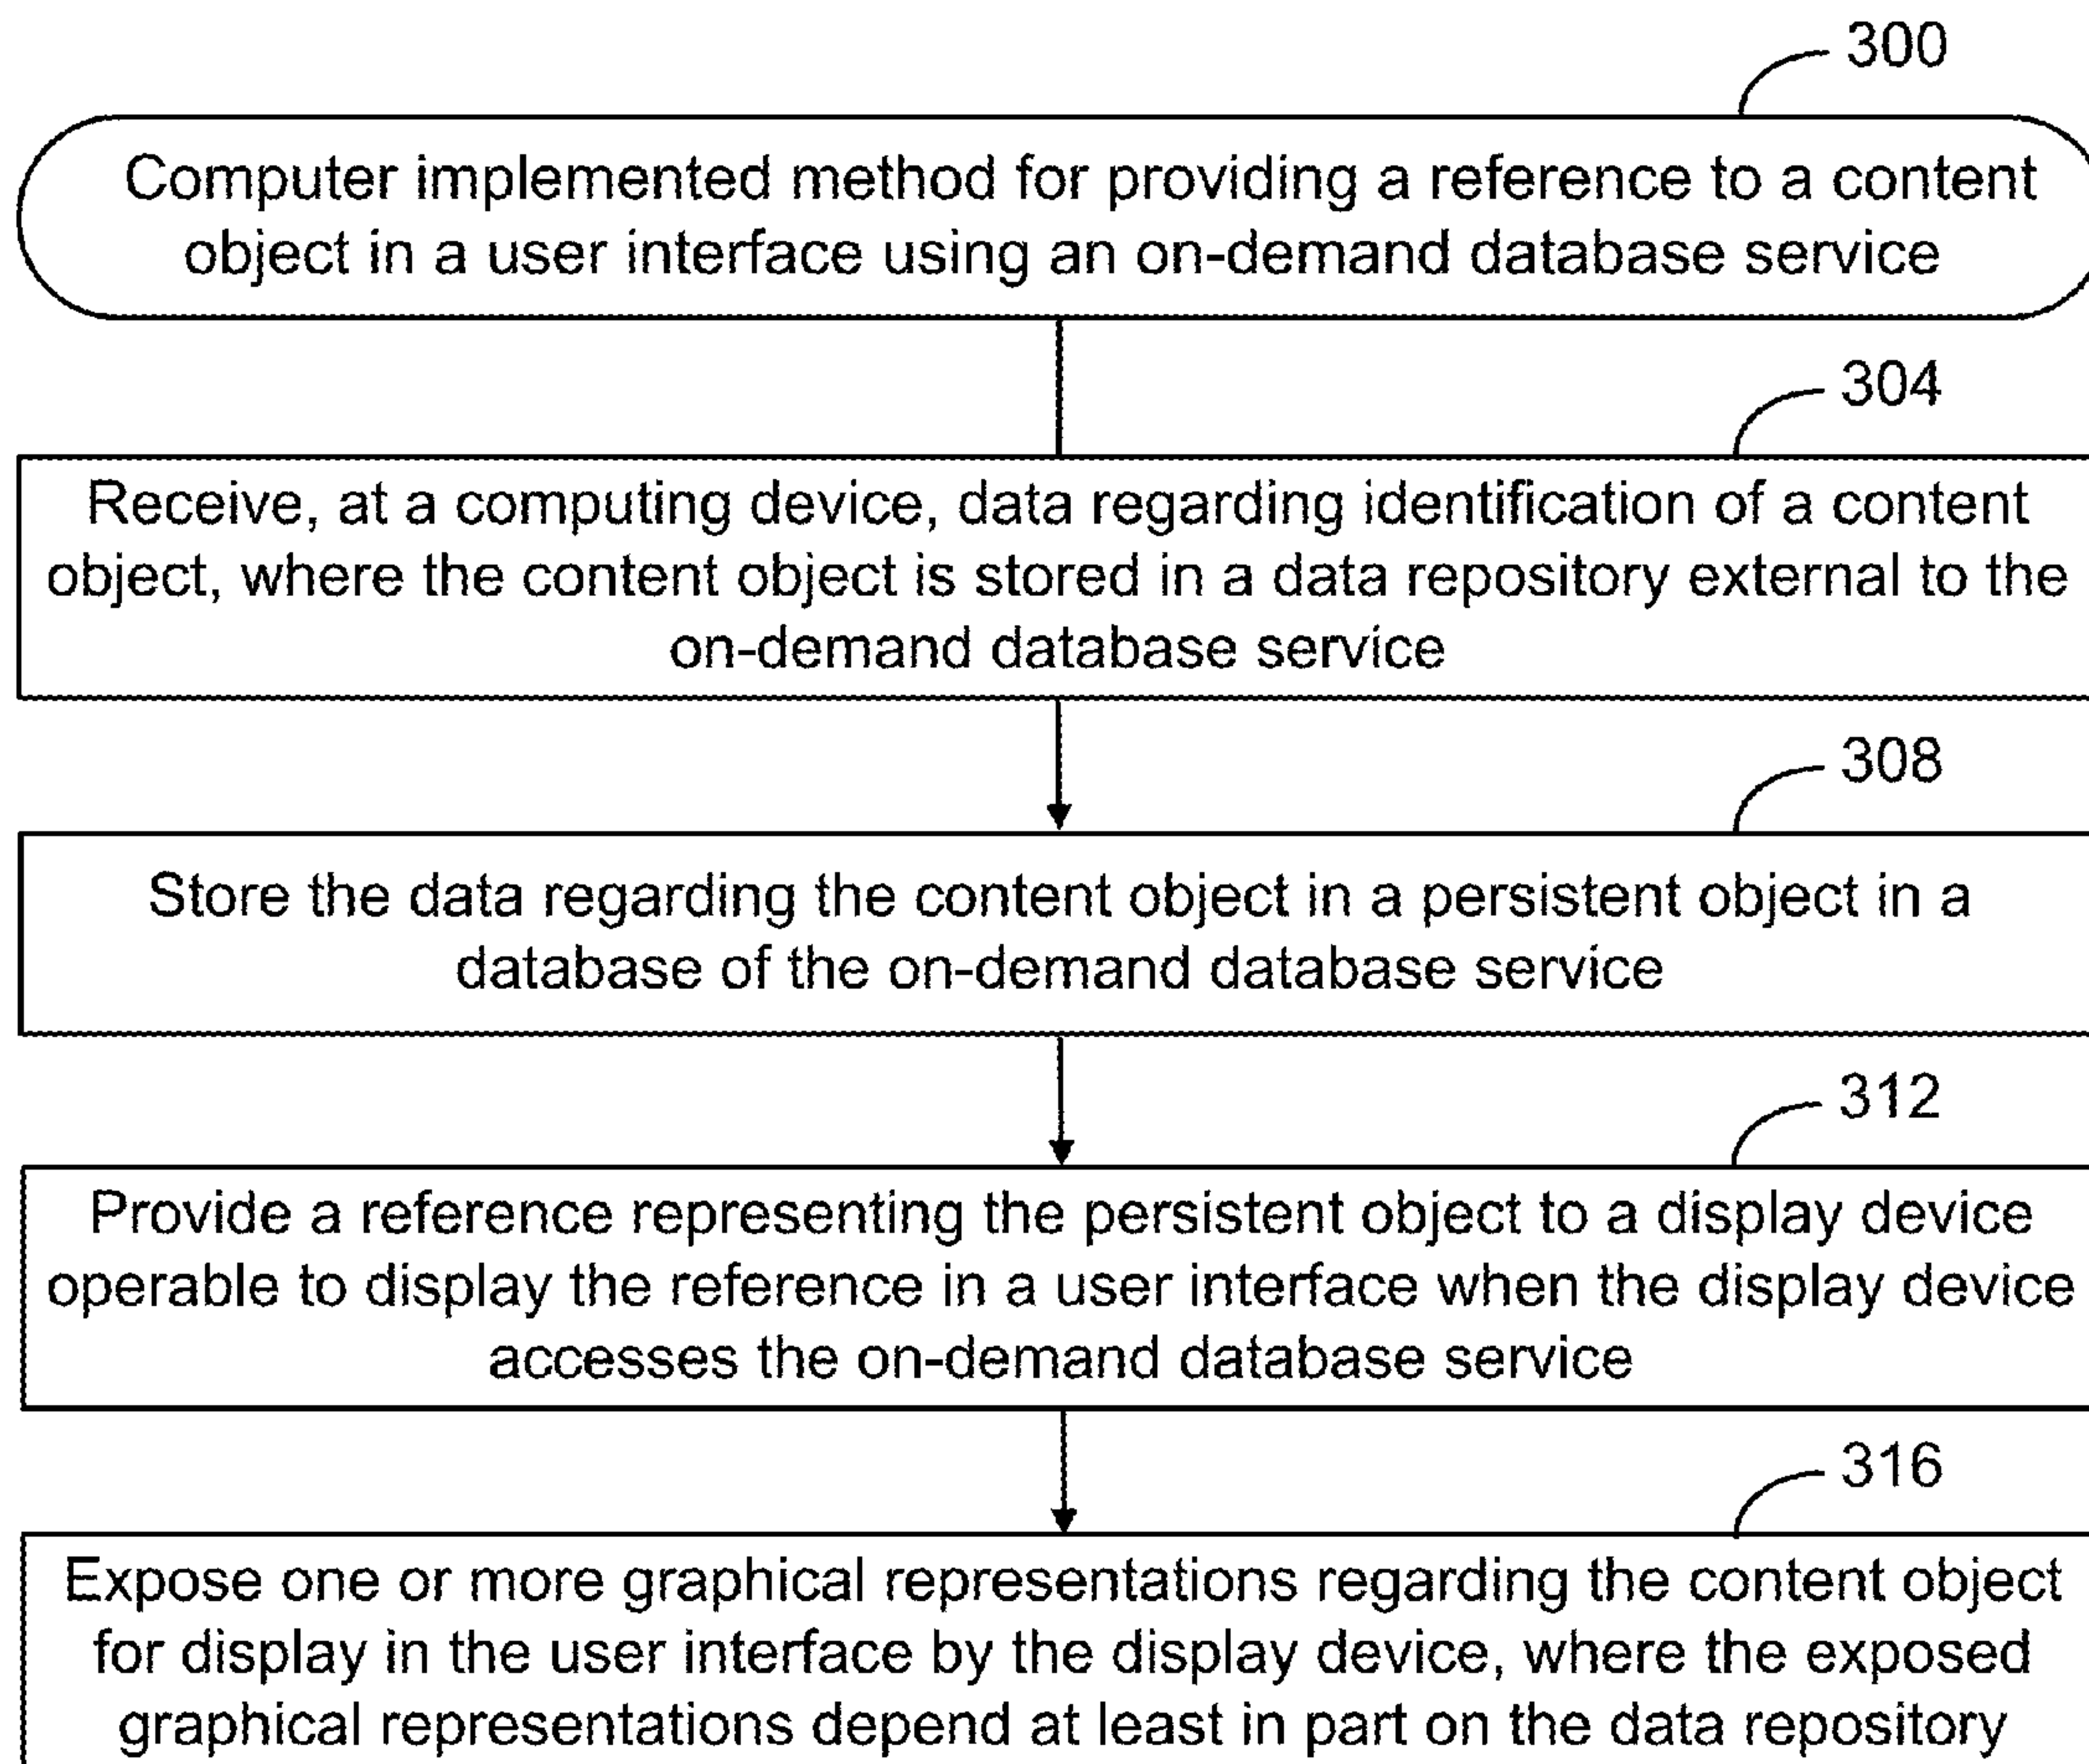 300
Computer implemented method for providing a reference to a content
object in a user interface using an on-demand database service
304
Receive, at a computing device, data regarding identification of a content
object, where the content object is stored in a data repository external to the
on-demand database service
308
Store the data regarding the content object in a persistent object in a
database of the on-demand database service
312
Provide a reference representing the persistent object to a display device
operable to display the reference in a user interface when the display device
accesses the on-demand database service
316
Expose one or more graphical representations regarding the content object
for display in the user interface by the display device, where the exposed
graphical representations depend at least in part on the data repository